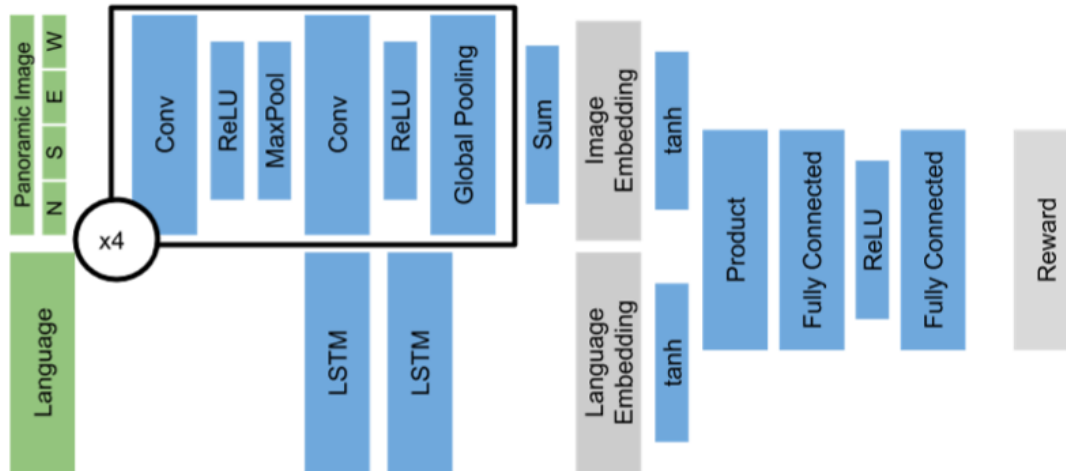 Panoramic Image
N
S
E
W
Conv
ReLU
MaxPool
Conv
ReLU
Global Pooling
x4
Sum
Image
Embedding
tanh
Language
LSTM
LSTM
Language
Embedding
tanh
Product
Fully Connected
ReLU
Fully Connected
Reward